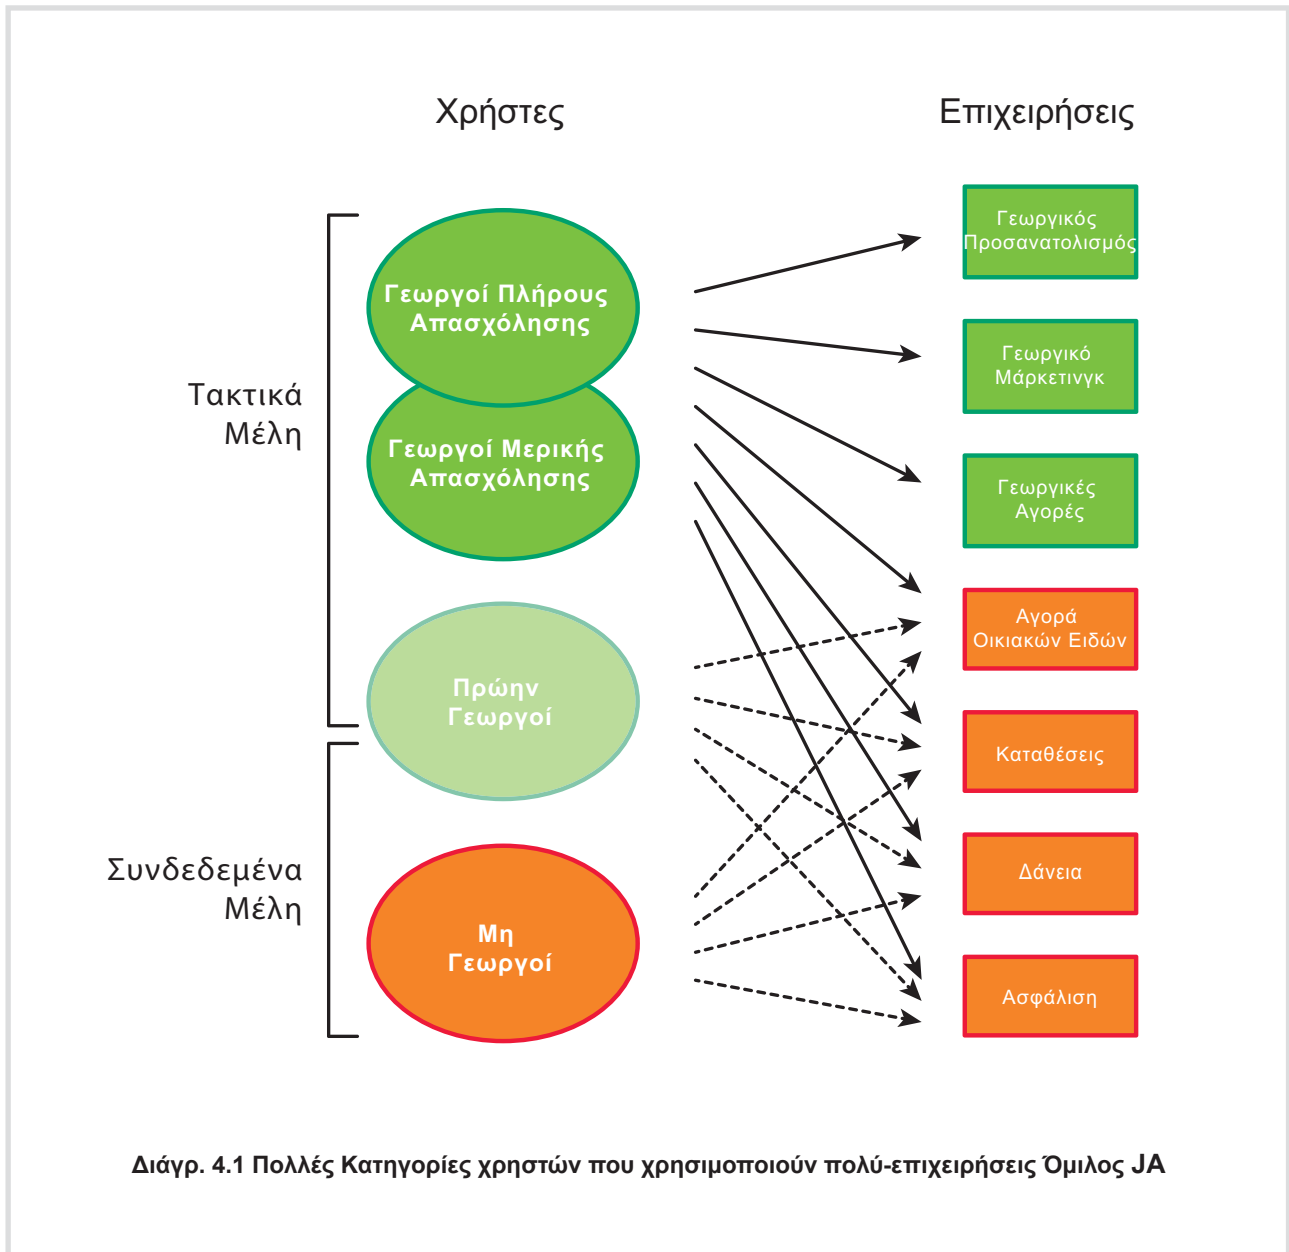 Χρήστες
Επιχειρήσεις
Τακτικά
Μέλη
Γεωργοί Πλήρους
Απασχόλησης
Γεωργοί Μερικής
Απασχόλησης
Πρώην
Γεωργοί
Συνδεδεμένα
Μέλη
Μη
Γεωργοί
Γεωργικός
Προσανατολισμός
Γεωργικό
Μάρκετινγκ
Γεωργικές
Αγορές
Αγορά
Οικιακών Ειδών
Καταθέσεις
Δάνεια
Ασφάλιση
Διάγρ. 4.1 Πολλές Κατηγορίες χρηστών που χρησιμοποιούν πολύ-επιχειρήσεις Όμιλος JA